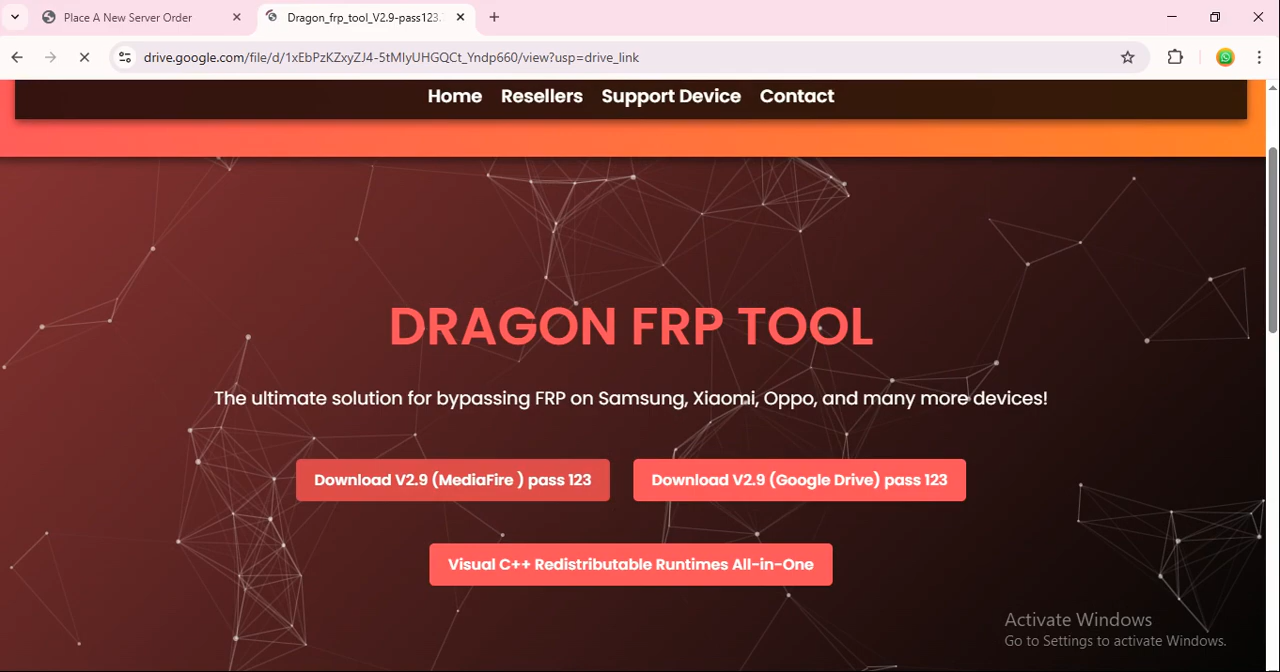 Place A New Server Order
Dragon_frp_tool_V2.9-pass123.
drive.google.com/file/d/1xEbPzKZxyZJ4-5tMlyUHGQCt_Yndp660/view?usp=drive_link
Home Resellers Support Device Contact
DRAGON FRP TOOL
The ultimate solution for bypassing FRP on Samsung, Xiaomi, Oppo, and many more devices!
Download V2.9 (MediaFire ) pass 123 Download V2.9 (Google Drive) pass 123
Visual C++ Redistributable Runtimes All-in-One
Activate Windows
Go to Settings to activate Windows.